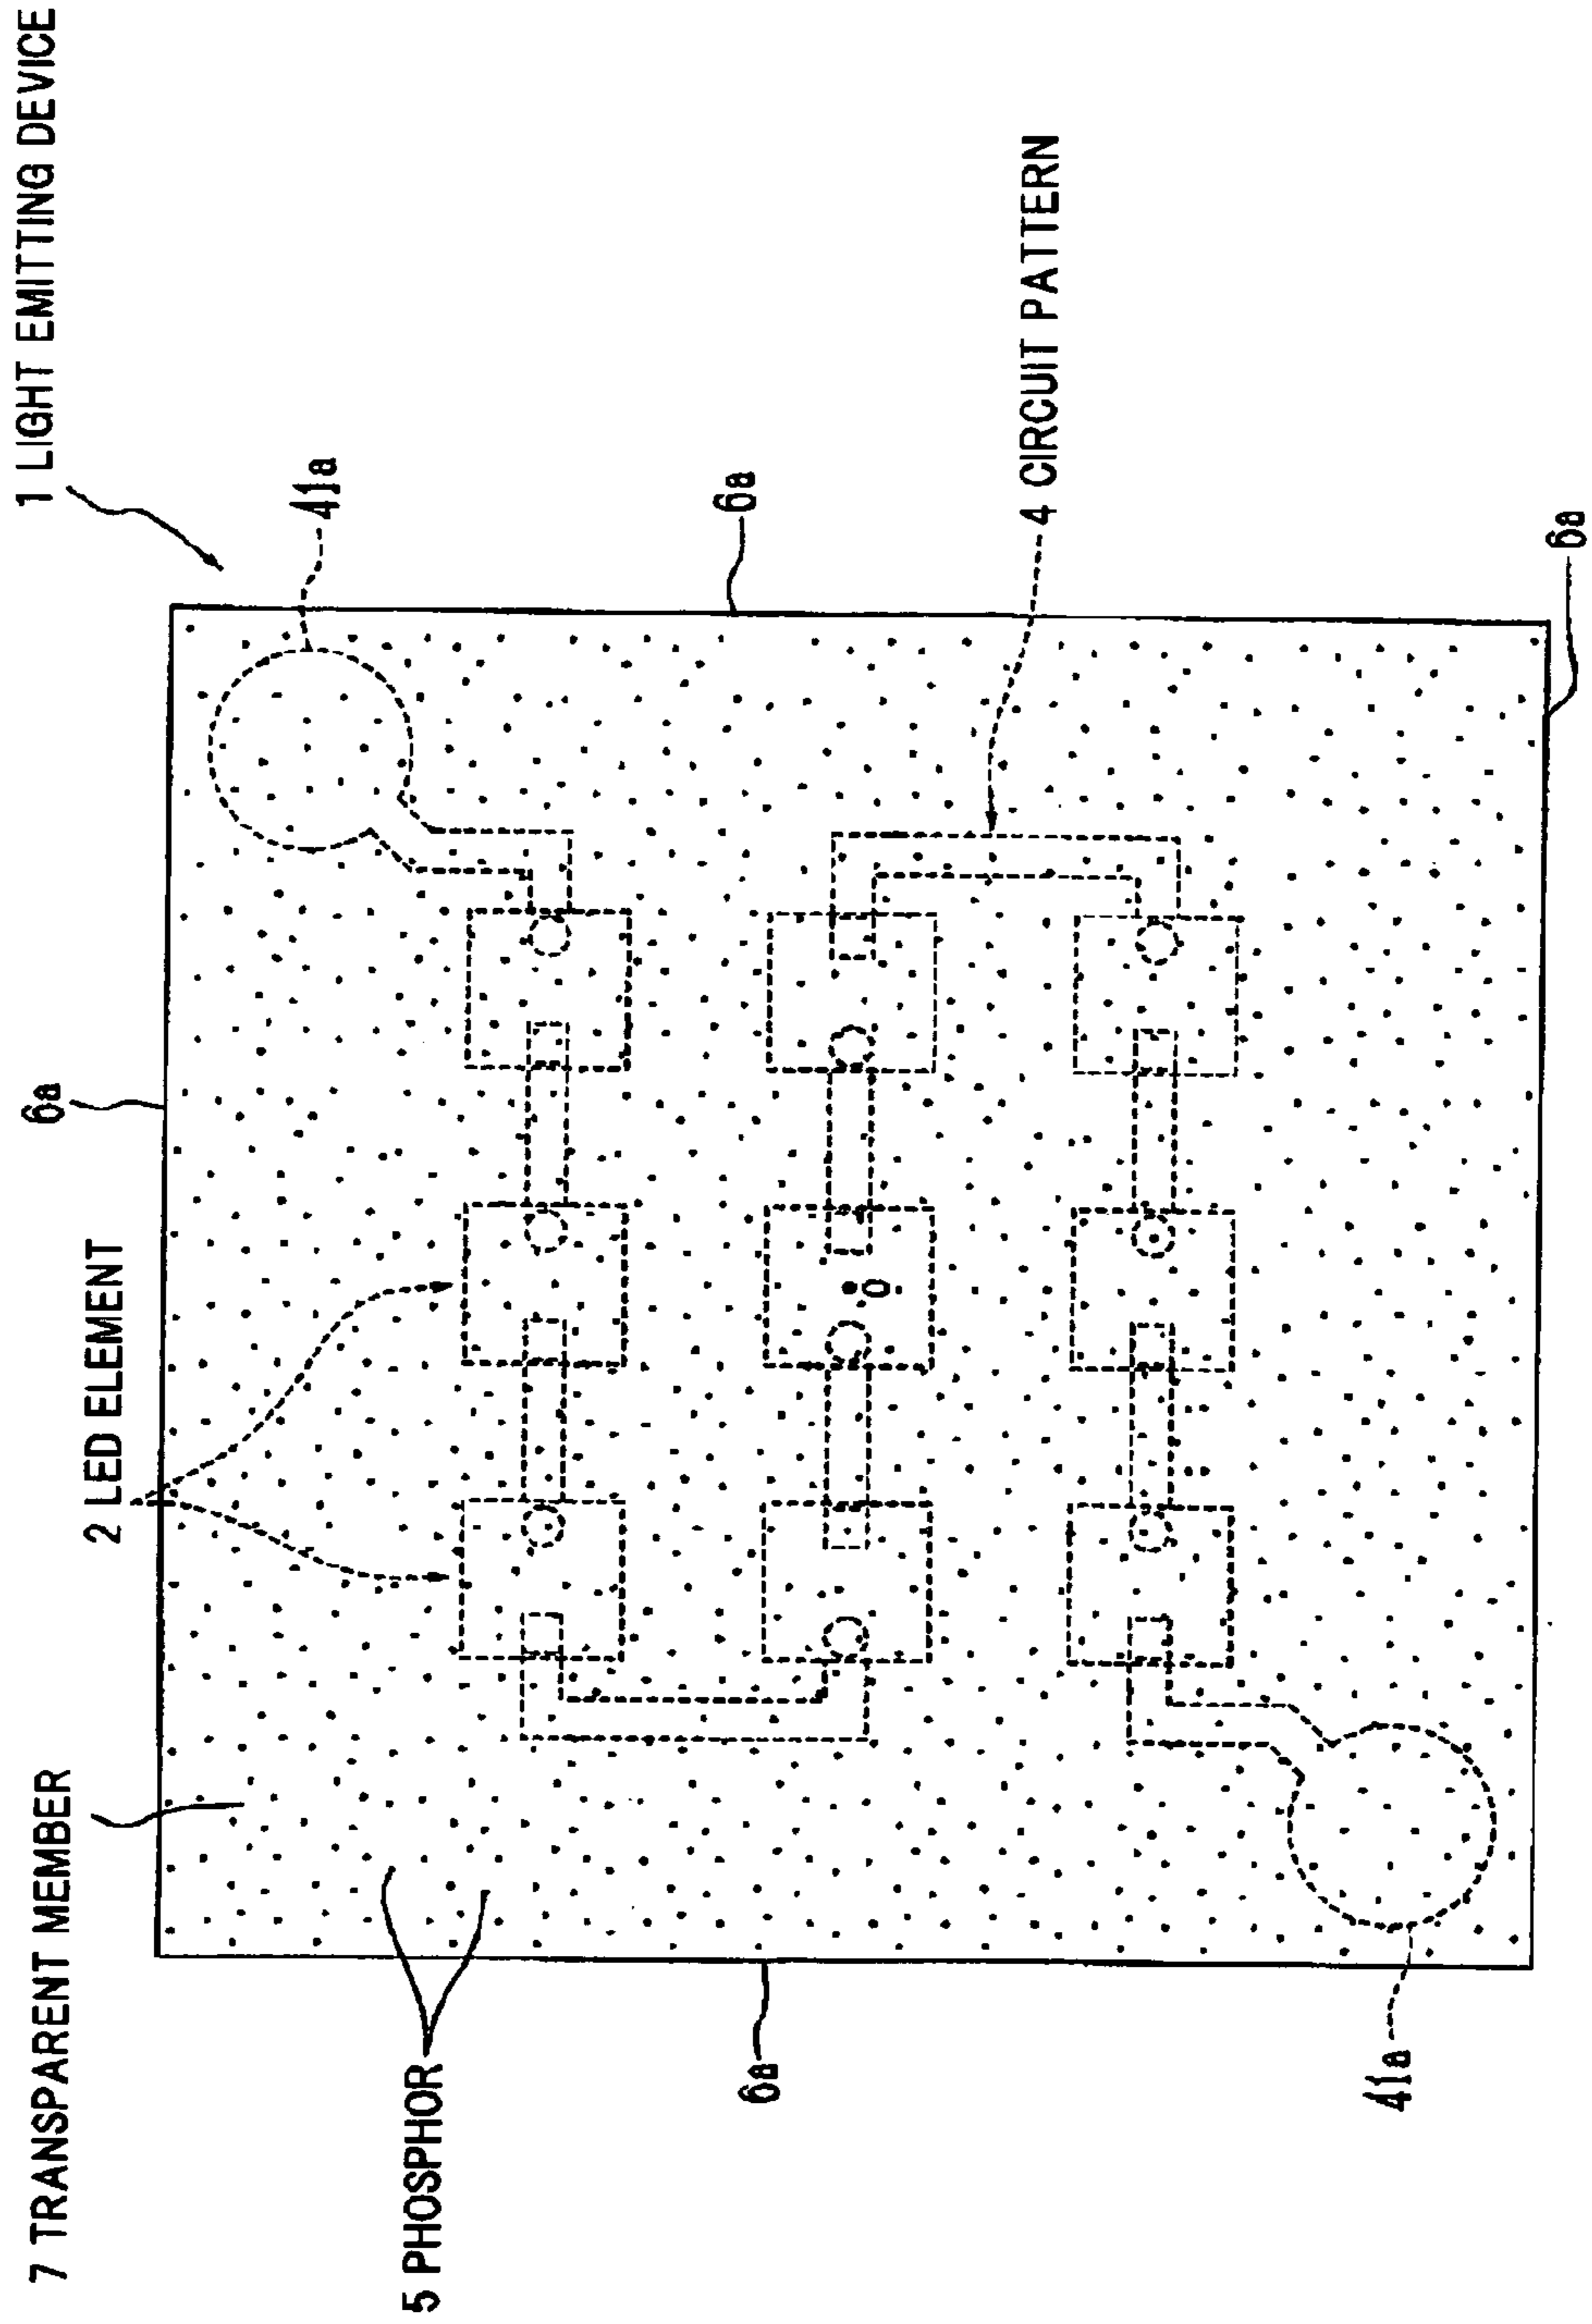 1 LIGHT EMITTING DEVICE
7 TRANSPARENT MEMBER
2 LED ELEMENT
6a
41a
5 PHOSPHOR
6a
6a
O
4 CIRCUIT PATTERN
41a
6a